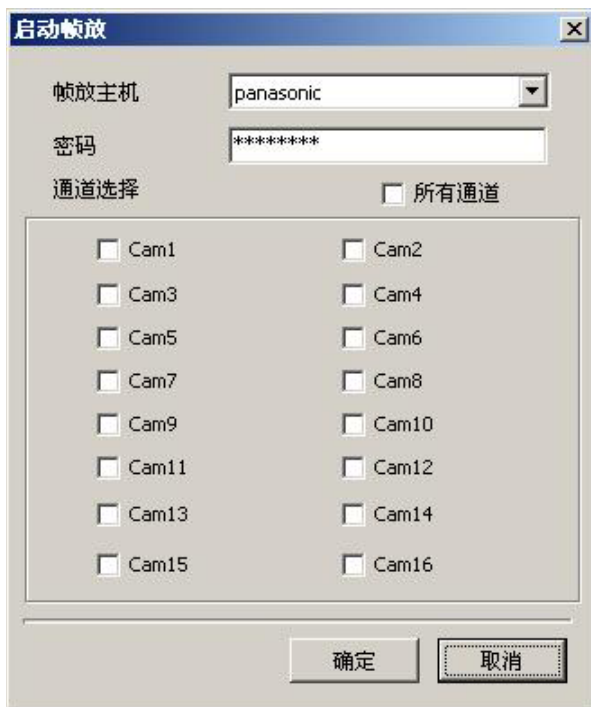 启动帧放
帧放主机 panasonic
密码 ********
通道选择 所有通道
Cam1 Cam2
Cam3 Cam4
Cam5 Cam6
Cam7 Cam8
Cam9 Cam10
Cam11 Cam12
Cam13 Cam14
Cam15 Cam16
确定 取消